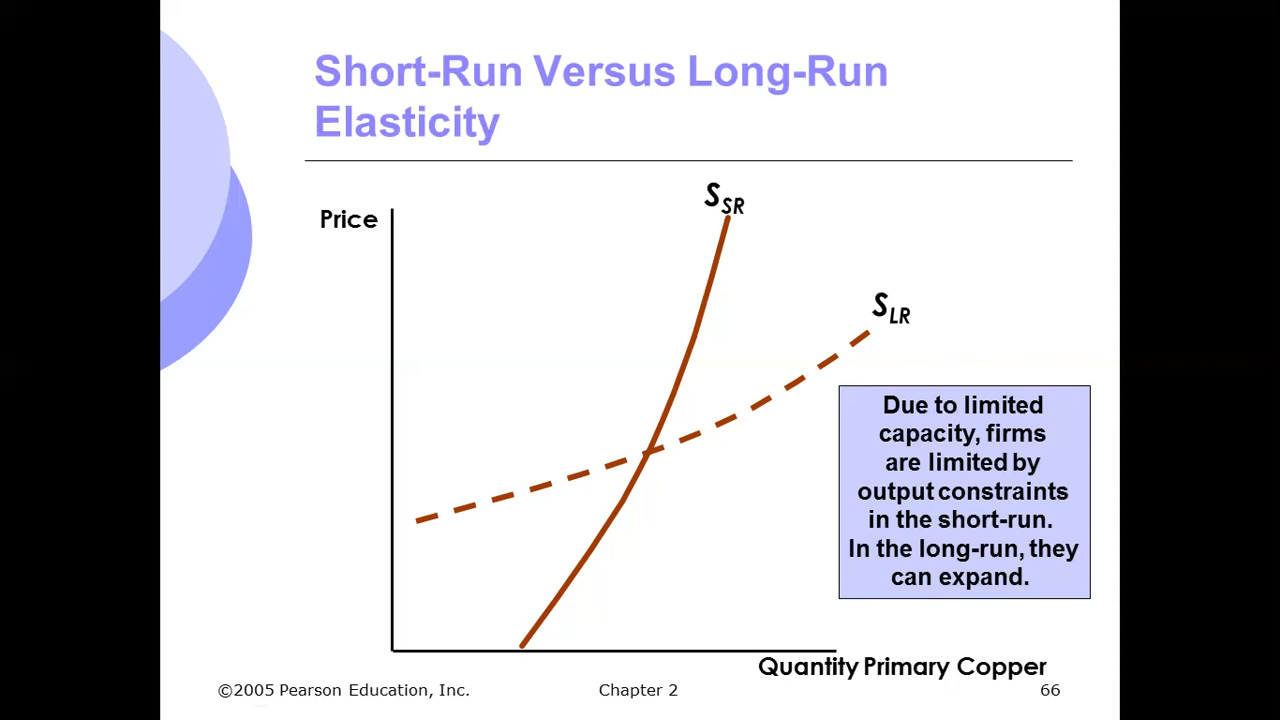 Short-Run Versus Long-Run
Elasticity
Price
SSR
SLR
Due to limited
capacity, firms
are limited by
output constraints
in the short-run.
In the long-run, they
can expand.
Quantity Primary Copper
©2005 Pearson Education, Inc.
Chapter 2
66